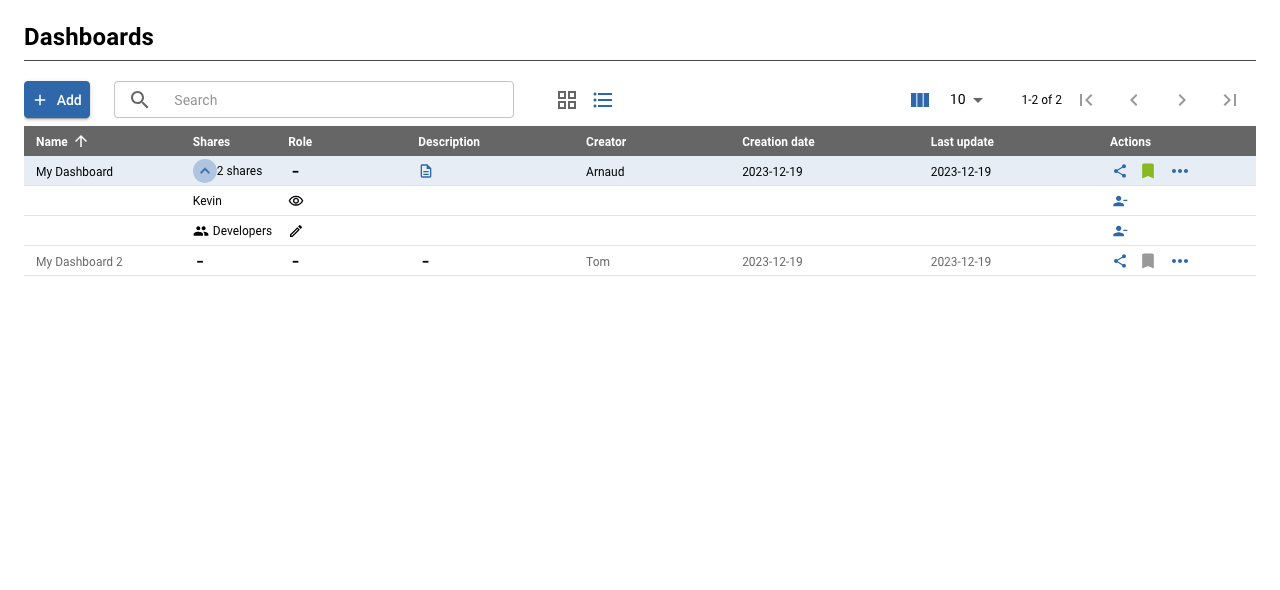 Dashboards
Add Search 10 1-2 of 2
Name Shares Role Description Creator Creation date Last update Actions
My Dashboard 2 shares – Arnaud 2023-12-19 2023-12-19
Kevin
Developers
My Dashboard 2 – – – Tom 2023-12-19 2023-12-19